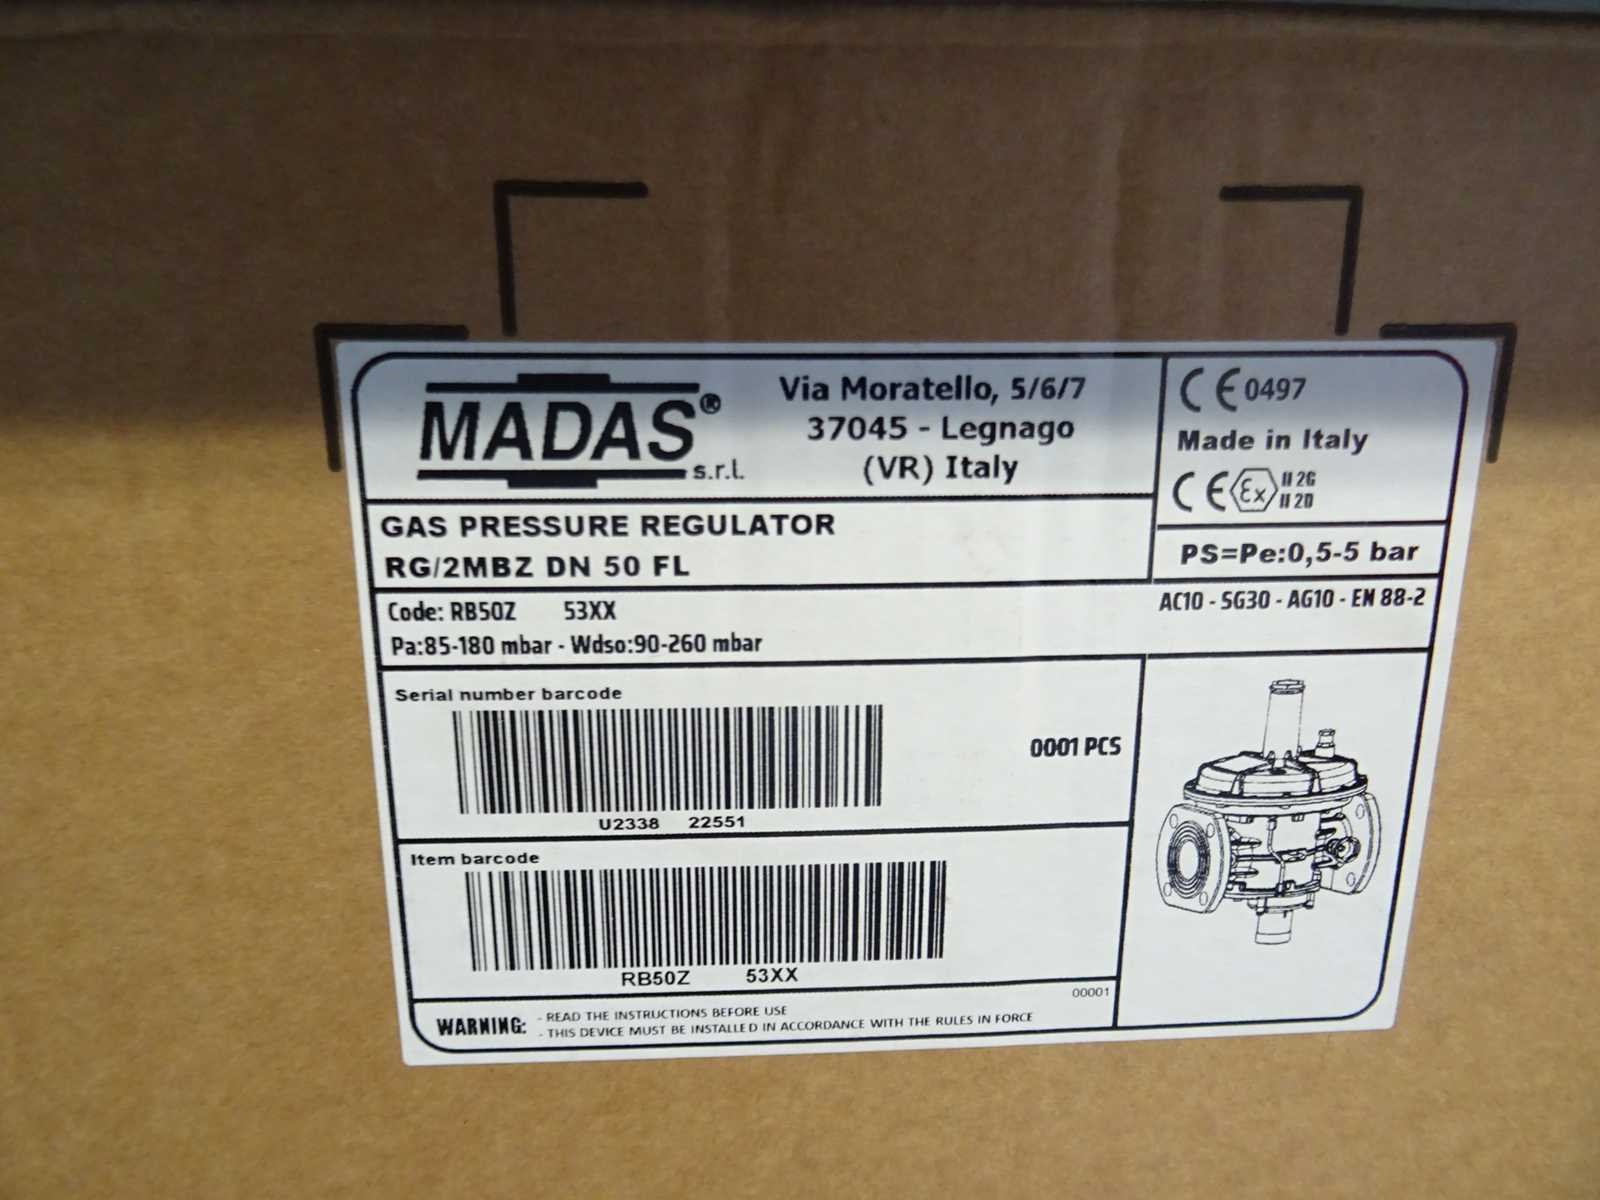 MADAS® s.r.l.
Via Moratello, 5/6/7
37045 - Legnago
(VR) Italy
CE 0497
Made in Italy
CE Ex II 2G
II 2D
GAS PRESSURE REGULATOR
RG/2MBZ DN 50 FL
PS=Pe:0,5-5 bar
Code: RB50Z 53XX
AC10 - SG30 - AG10 - EN 88-2
Pa:85-180 mbar - Wdso:90-260 mbar
Serial number barcode
0001 PCS
U2338 22551
Item barcode
RB50Z 53XX
00001
WARNING:
- READ THE INSTRUCTIONS BEFORE USE
- THIS DEVICE MUST BE INSTALLED IN ACCORDANCE WITH THE RULES IN FORCE